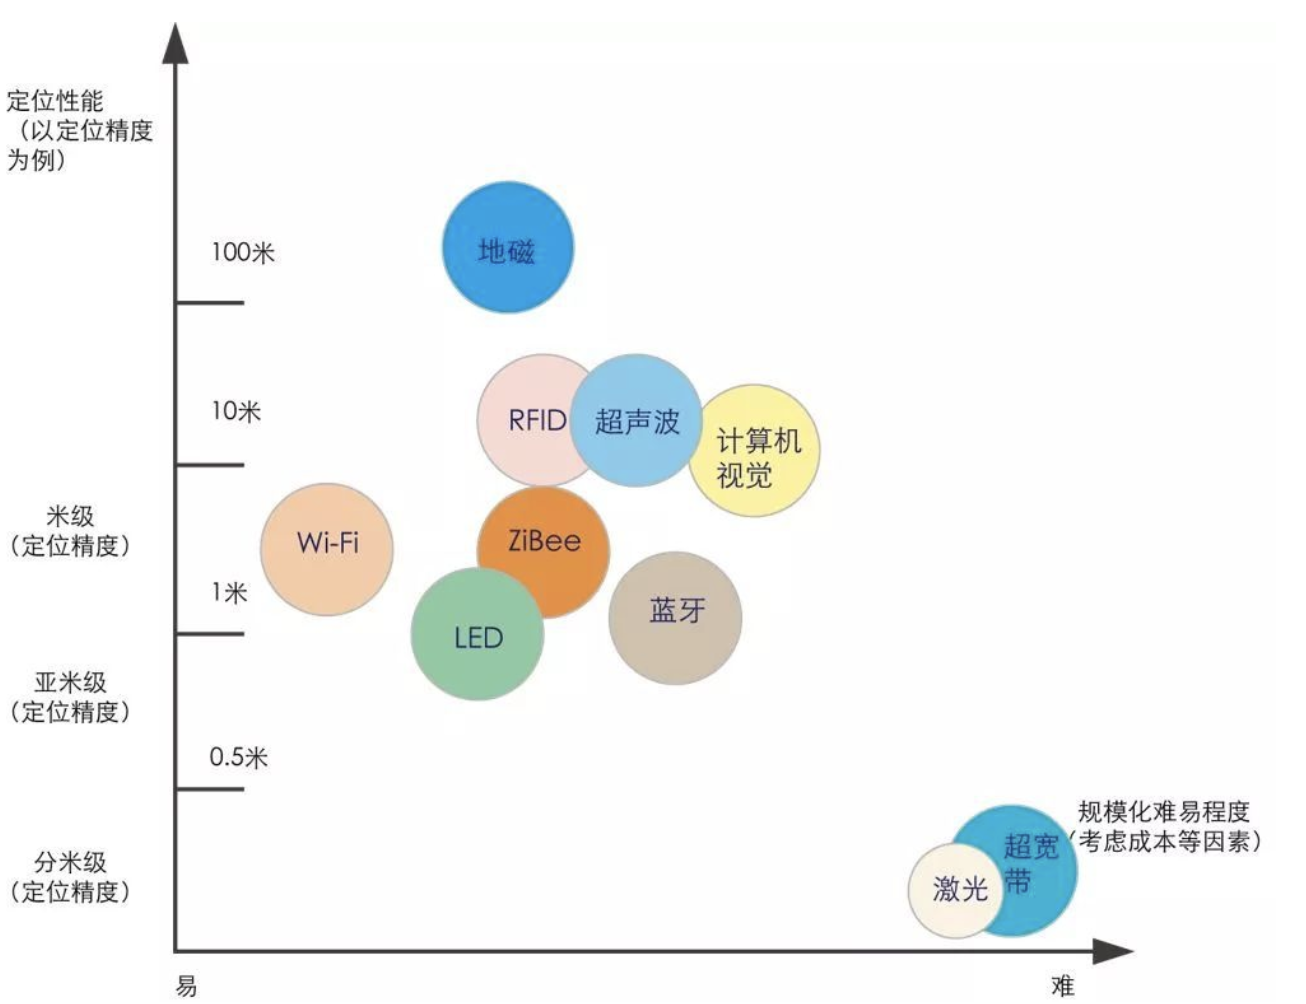 定位性能
（以定位精度
为例）
100米
地磁
10米
RFID
超声波
计算机
视觉
米级
（定位精度）
Wi-Fi
ZiBee
1米
蓝牙
LED
亚米级
（定位精度）
0.5米
规模化难易程度
（考虑成本等因素）
超宽
带
激光
分米级
（定位精度）
易
难